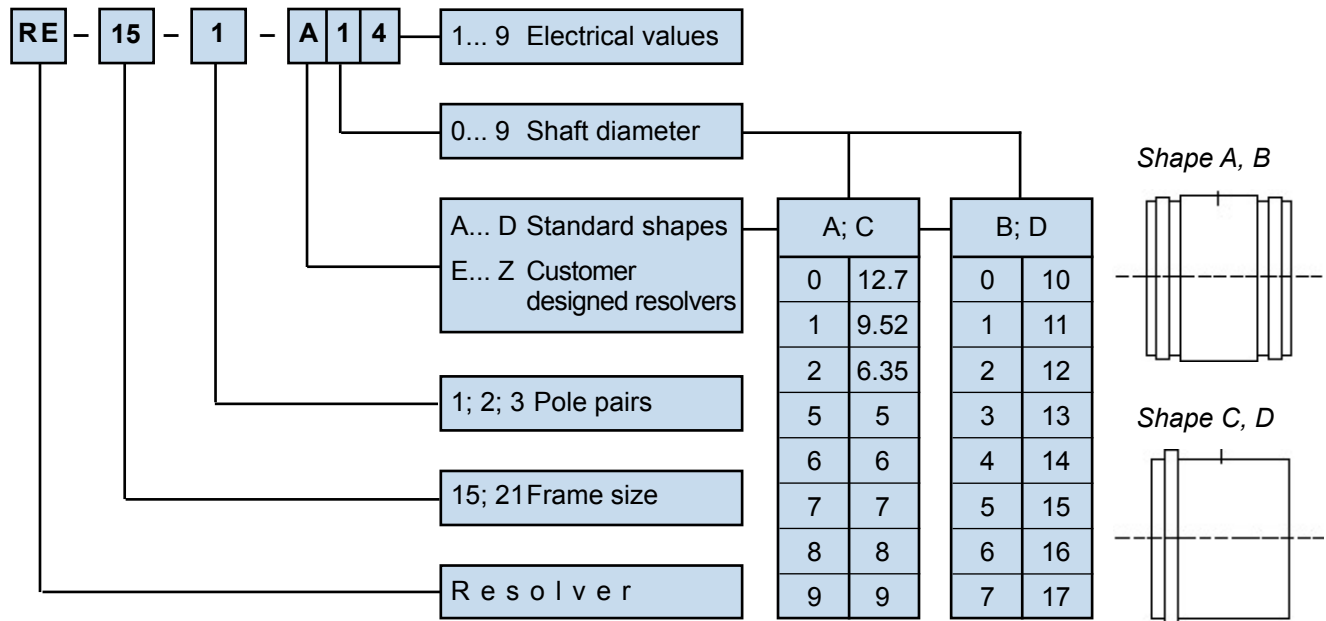 RE – 15 – 1 – A 1 4
1... 9 Electrical values
0... 9 Shaft diameter
A... D Standard shapes
E... Z Customer
designed resolvers
1; 2; 3 Pole pairs
15; 21 Frame size
Resolver
A; C
0 12.7
1 9.52
2 6.35
5 5
6 6
7 7
8 8
9 9
B; D
0 10
1 11
2 12
3 13
4 14
5 15
6 16
7 17
Shape A, B
Shape C, D